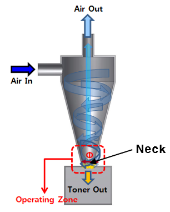 Air Out
Air In
Neck
Toner Out
Operating Zone